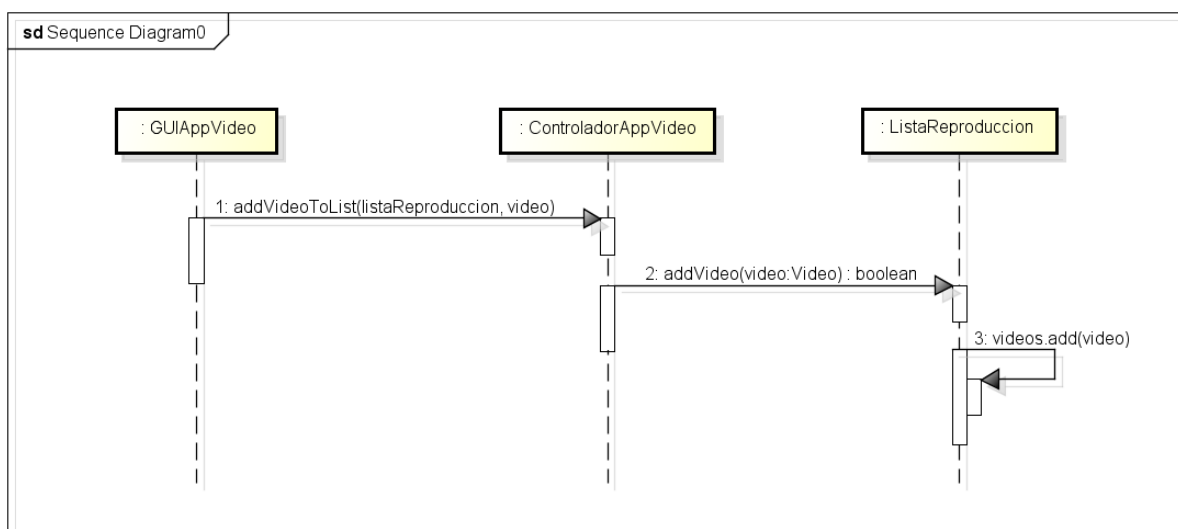 sd Sequence Diagram0
: GUIAppVideo
: ControladorAppVideo
: ListaReproduccion
1: addVideoToList(listaReproduccion, video)
2: addVideo(video:Video) : boolean
3: videos.add(video)